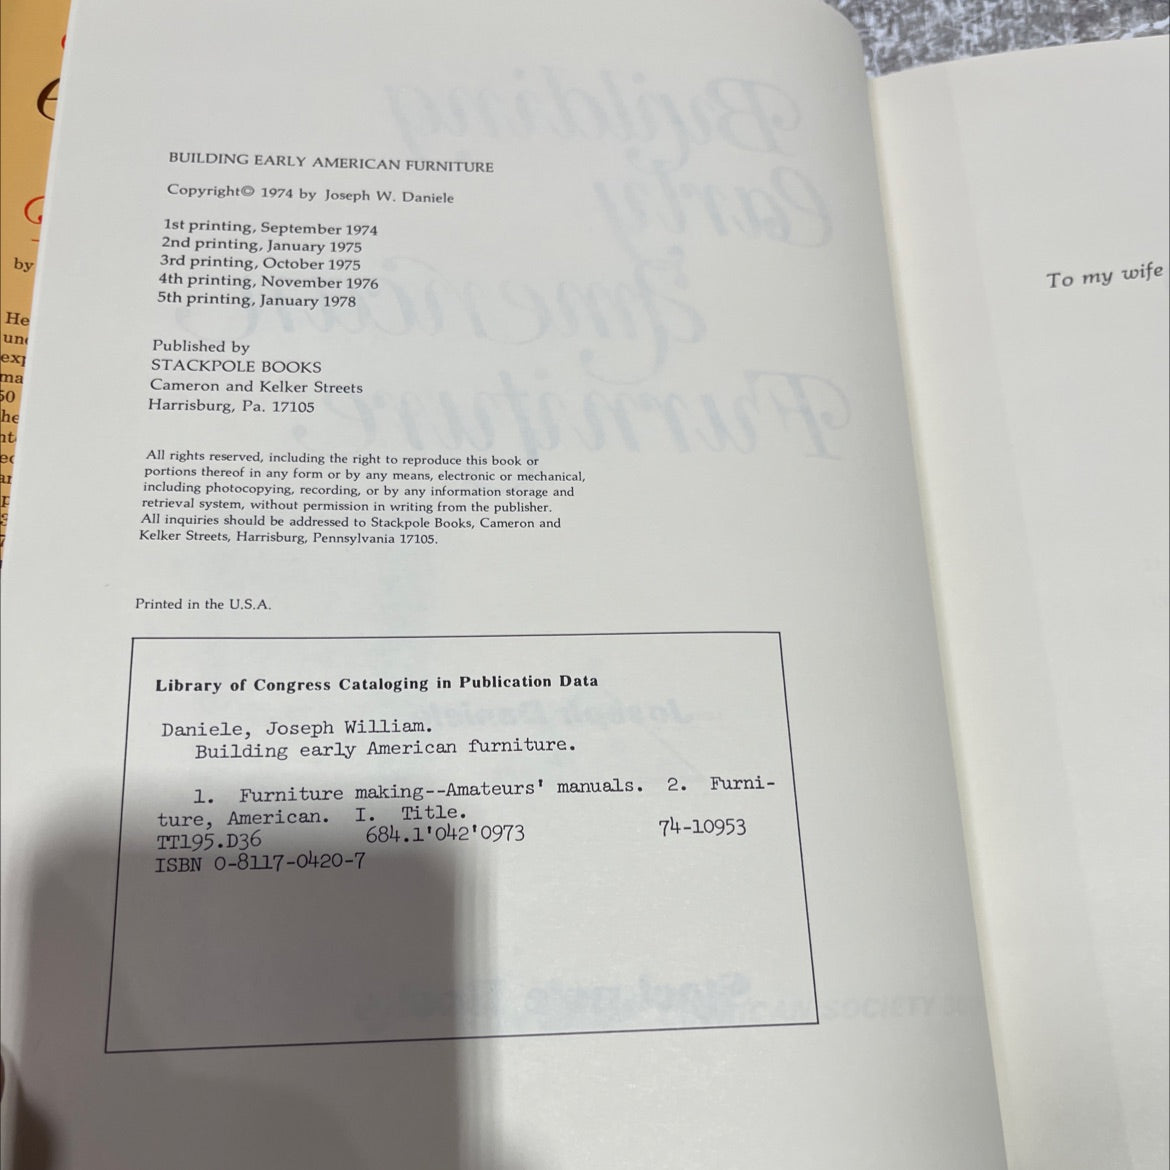 BUILDING EARLY AMERICAN FURNITURE
Copyright© 1974 by Joseph W. Daniele
1st printing, September 1974
2nd printing, January 1975
3rd printing, October 1975
4th printing, November 1976
5th printing, January 1978
Published by
STACKPOLE BOOKS
Cameron and Kelker Streets
Harrisburg, Pa. 17105
All rights reserved, including the right to reproduce this book or
portions thereof in any form or by any means, electronic or mechanical,
including photocopying, recording, or by any information storage and
retrieval system, without permission in writing from the publisher.
All inquiries should be addressed to Stackpole Books, Cameron and
Kelker Streets, Harrisburg, Pennsylvania 17105.
Printed in the U.S.A.
Library of Congress Cataloging in Publication Data
Daniele, Joseph William.
Building early American furniture.
1. Furniture making--Amateurs' manuals. 2. Furni-
ture, American. I. Title.
TT195.D36 684.1'042'0973 74-10953
ISBN 0-8117-0420-7
To my wife
by
He